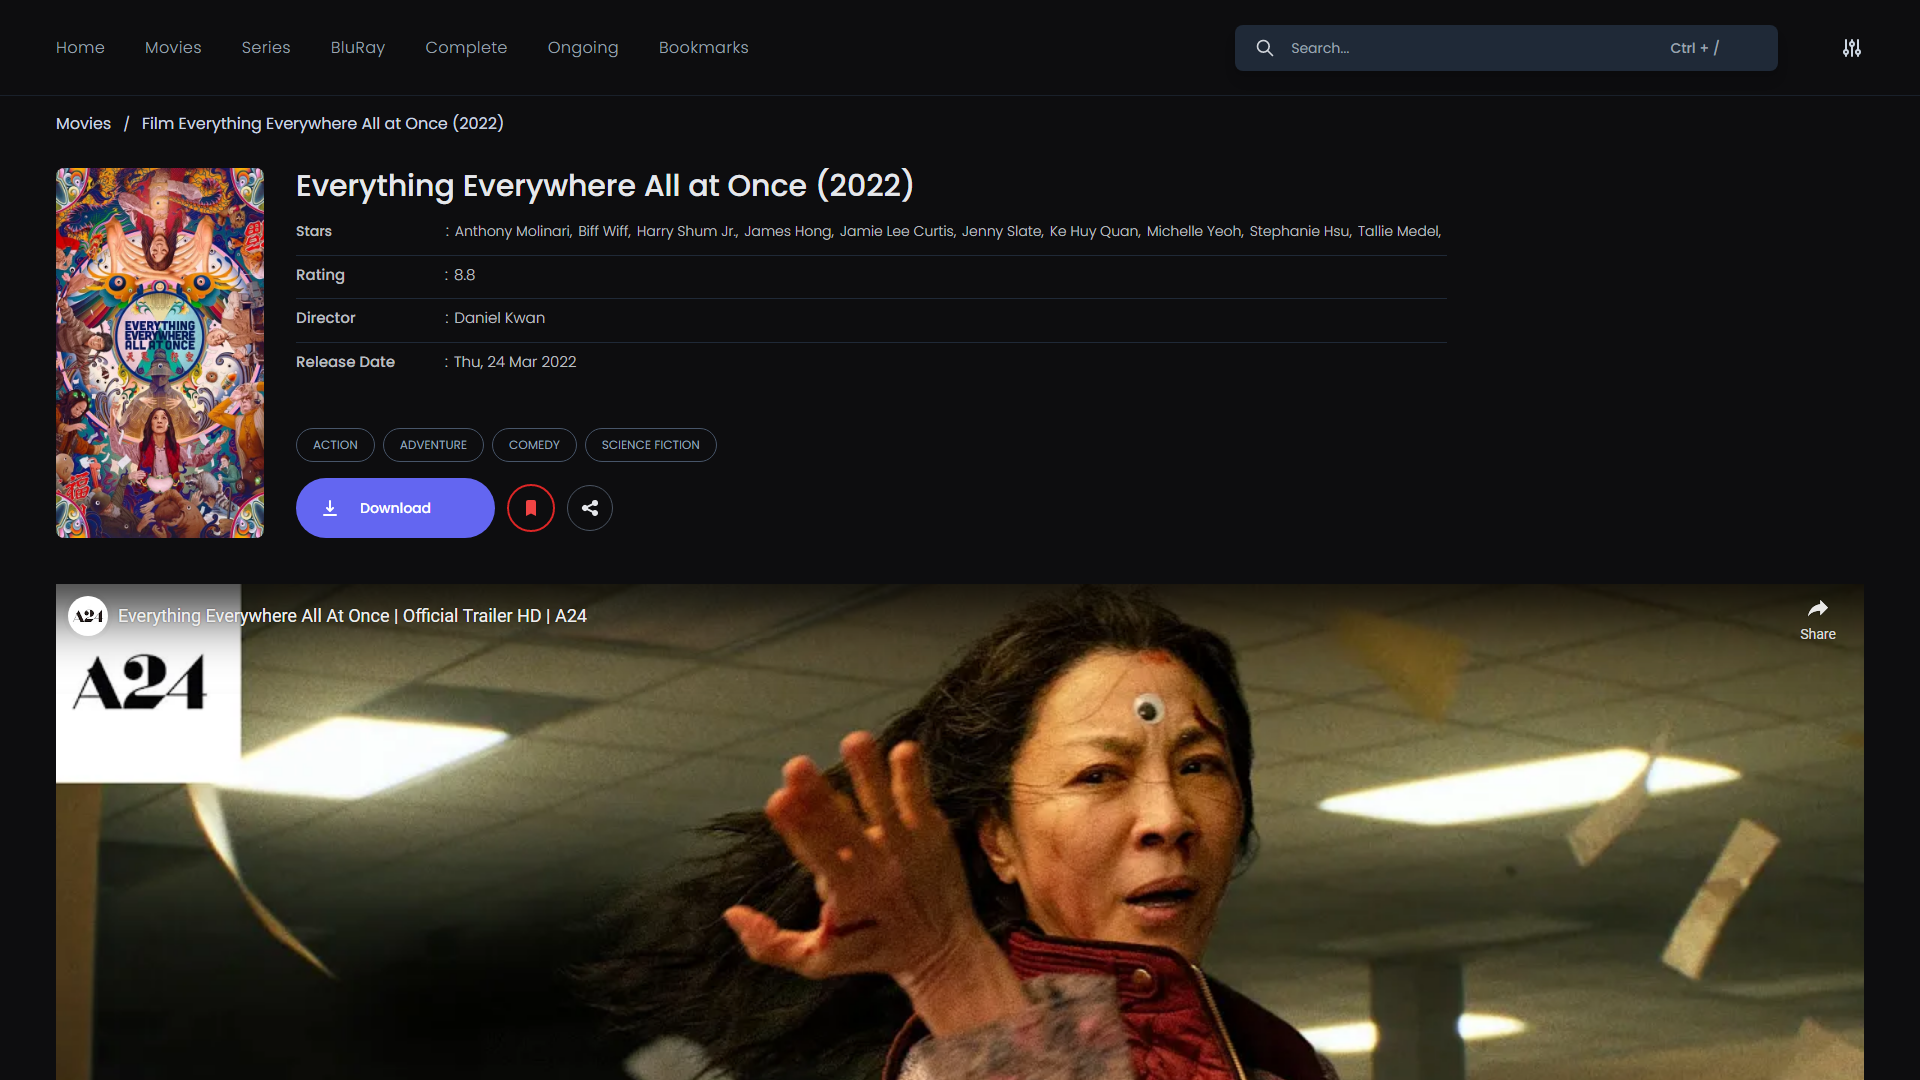 Home Movies Series BluRay Complete Ongoing Bookmarks Search... Ctrl + /
Movies / Film Everything Everywhere All at Once (2022)
EVERYTHING
EVERYWHERE
ALL AT ONCE
福
Everything Everywhere All at Once (2022)
Stars : Anthony Molinari, Biff Wiff, Harry Shum Jr., James Hong, Jamie Lee Curtis, Jenny Slate, Ke Huy Quan, Michelle Yeoh, Stephanie Hsu, Tallie Medel,
Rating : 8.8
Director : Daniel Kwan
Release Date : Thu, 24 Mar 2022
ACTION ADVENTURE COMEDY SCIENCE FICTION
Download
A24 Everything Everywhere All At Once | Official Trailer HD | A24
Share
A24